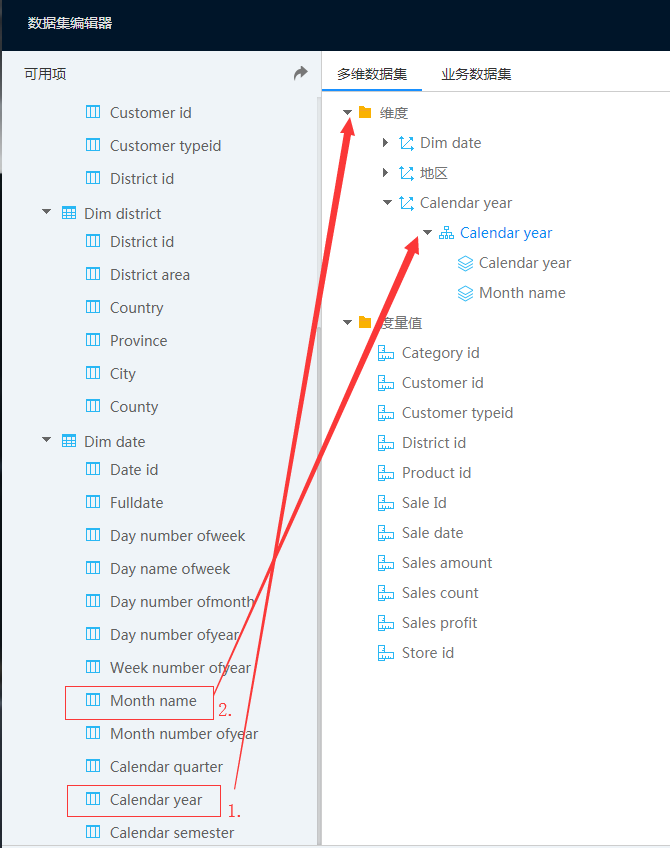 数据集编辑器
可用项
Customer id
Customer typeid
District id
Dim district
District id
District area
Country
Province
City
County
Dim date
Date id
Fulldate
Day number ofweek
Day name ofweek
Day number ofmonth
Day number ofyear
Week number ofyear
Month name
2.
Month number ofyear
Calendar quarter
Calendar year
1.
Calendar semester
多维数据集 业务数据集
维度
Dim date
地区
Calendar year
Calendar year
Calendar year
Month name
度量值
Category id
Customer id
Customer typeid
District id
Product id
Sale Id
Sale date
Sales amount
Sales count
Sales profit
Store id